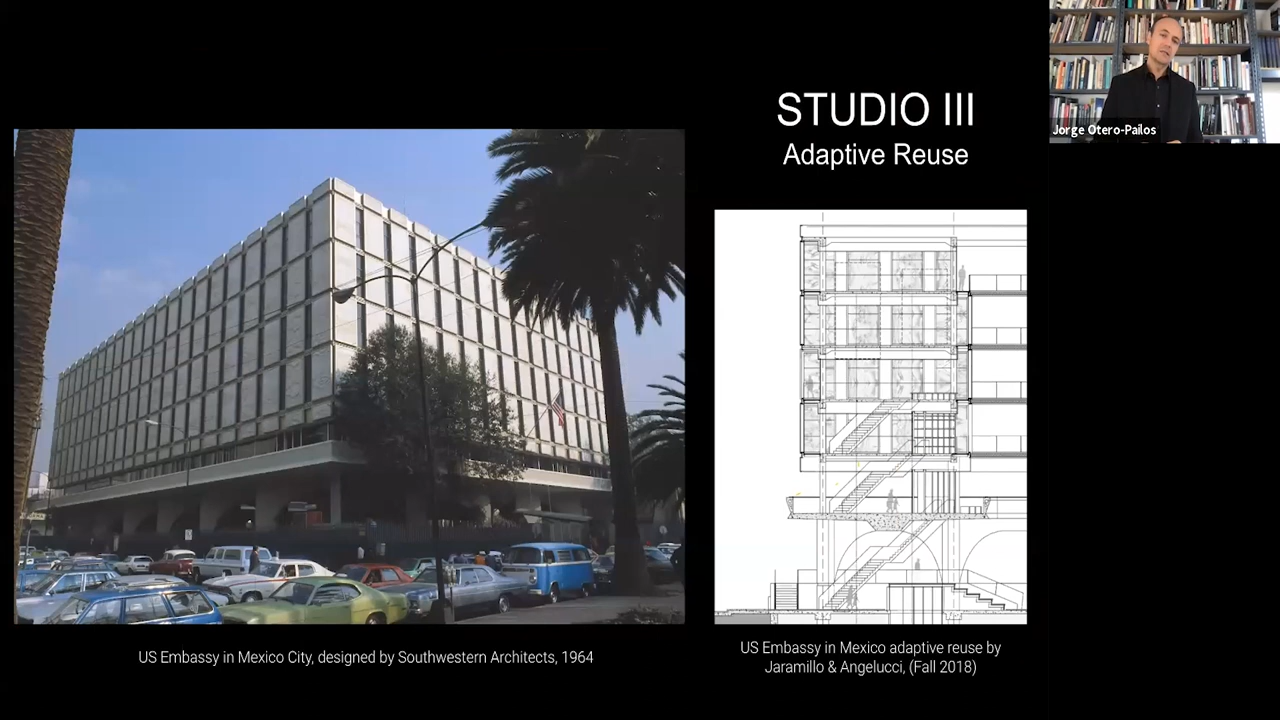 STUDIO III
Adaptive Reuse
Jorge Otero-Pailos
US Embassy in Mexico City, designed by Southwestern Architects, 1964
US Embassy in Mexico adaptive reuse by
Jaramillo & Angelucci, (Fall 2018)